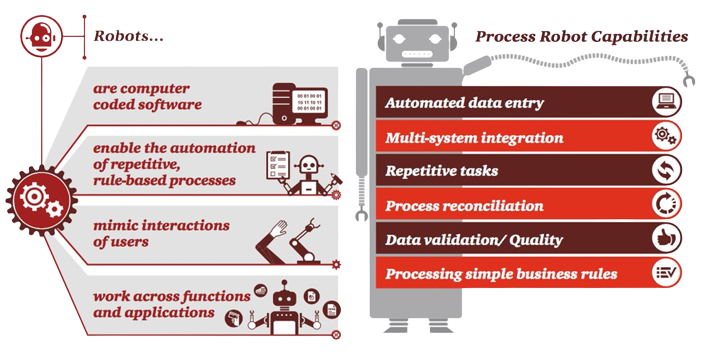 Robots...
are computer
coded software
00 01 00 01
10 11 10 11
00 01 00 01
enable the automation
of repetitive,
rule-based processes
mimic interactions
of users
work across functions
and applications
Process Robot Capabilities
Automated data entry
Multi-system integration
Repetitive tasks
Process reconciliation
Data validation/ Quality
Processing simple business rules